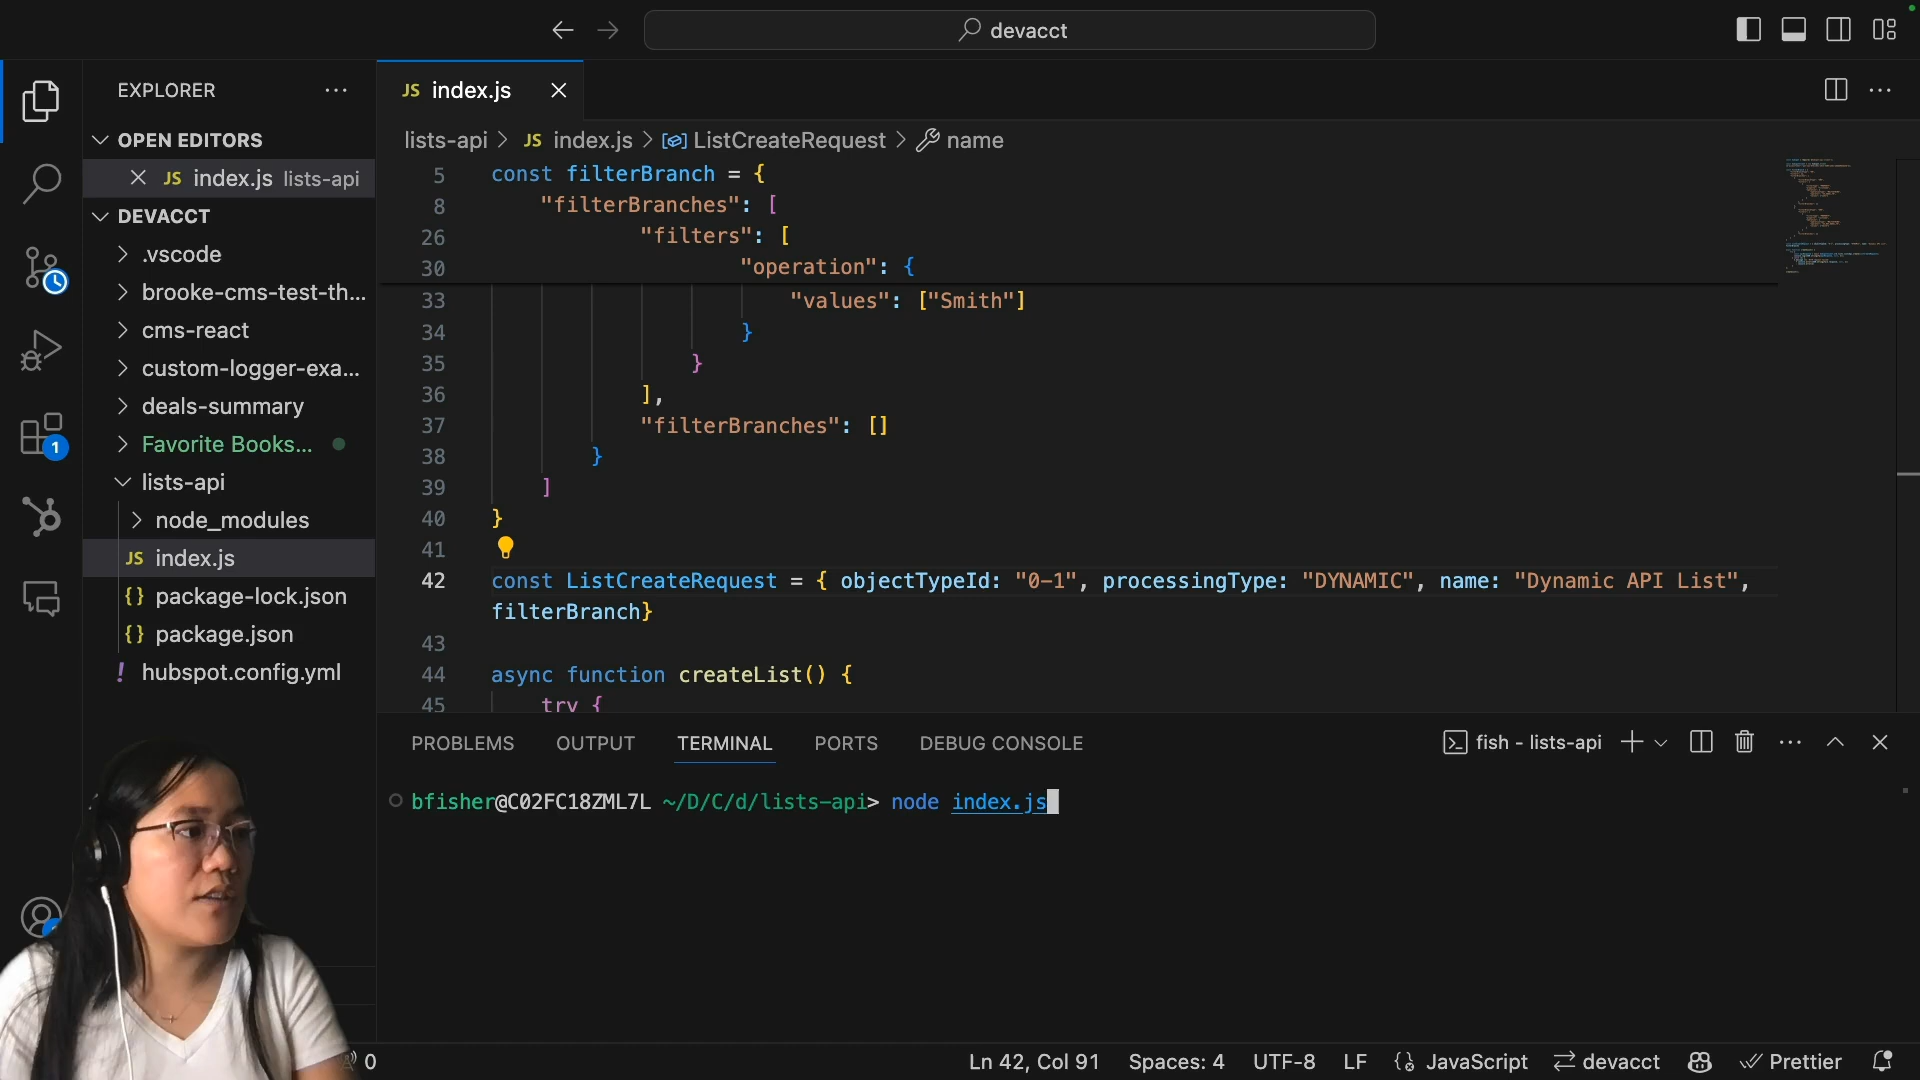 devacct
EXPLORER
OPEN EDITORS
JS index.js lists-api
DEVACCT
.vscode
brooke-cms-test-th...
cms-react
custom-logger-exa...
deals-summary
Favorite Books...
lists-api
node_modules
JS index.js
{} package-lock.json
{} package.json
! hubspot.config.yml
1
JS index.js
lists-api > JS index.js > ListCreateRequest > name
5 const filterBranch = {
8 "filterBranches": [
26 "filters": [
30 "operation": {
33 "values": ["Smith"]
34 }
35 }
36 ],
37 "filterBranches": []
38 }
39 ]
40 }
41
42 const ListCreateRequest = { objectTypeId: "0-1", processingType: "DYNAMIC", name: "Dynamic API List",
filterBranch}
43
44 async function createList() {
45 try {
PROBLEMS OUTPUT TERMINAL PORTS DEBUG CONSOLE fish - lists-api
bfisher@C02FC18ZML7L ~/D/C/d/lists-api> node index.js
0 Ln 42, Col 91 Spaces: 4 UTF-8 LF JavaScript devacct Prettier